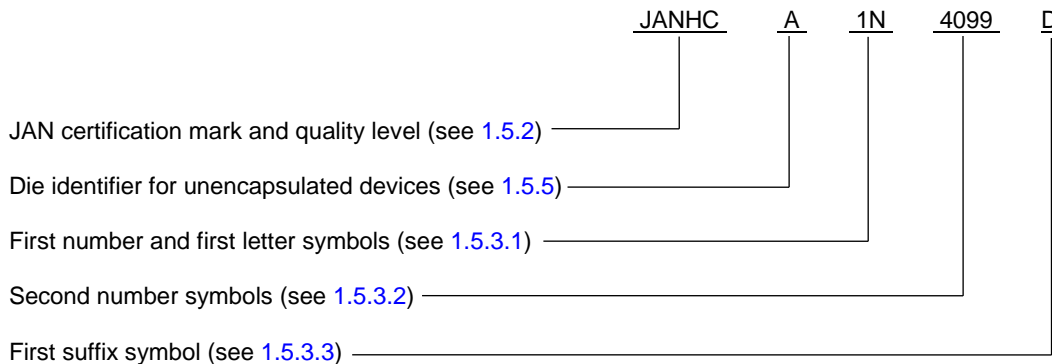 JANHC A 1N 4099 D
JAN certification mark and quality level (see 1.5.2)
Die identifier for unencapsulated devices (see 1.5.5)
First number and first letter symbols (see 1.5.3.1)
Second number symbols (see 1.5.3.2)
First suffix symbol (see 1.5.3.3)